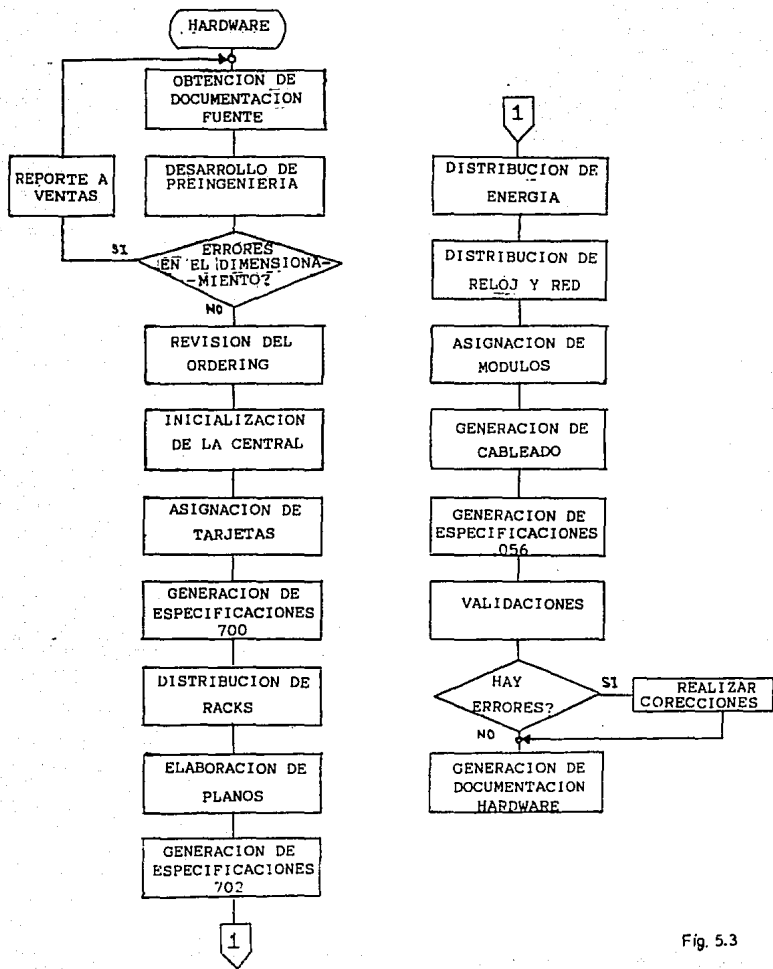 HARDWARE
OBTENCION DE
DOCUMENTACION
FUENTE
REPORTE A
VENTAS
DESARROLLO DE
PREINGENIERIA
SI
ERRORES
EN EL DIMENSIONA-
-MIENTO?
NO
REVISION DEL
ORDERING
INICIALIZACION
DE LA CENTRAL
ASIGNACION DE
TARJETAS
GENERACION DE
ESPECIFICACIONES
700
DISTRIBUCION DE
RACKS
ELABORACION DE
PLANOS
GENERACION DE
ESPECIFICACIONES
702
1
1
DISTRIBUCION DE
ENERGIA
DISTRIBUCION DE
RELOJ Y RED
ASIGNACION DE
MODULOS
GENERACION DE
CABLEADO
GENERACION DE
ESPECIFICACIONES
056
VALIDACIONES
HAY
ERRORES?
SI
REALIZAR
CORECCIONES
NO
GENERACION DE
DOCUMENTACION
HARDWARE
Fig. 5.3